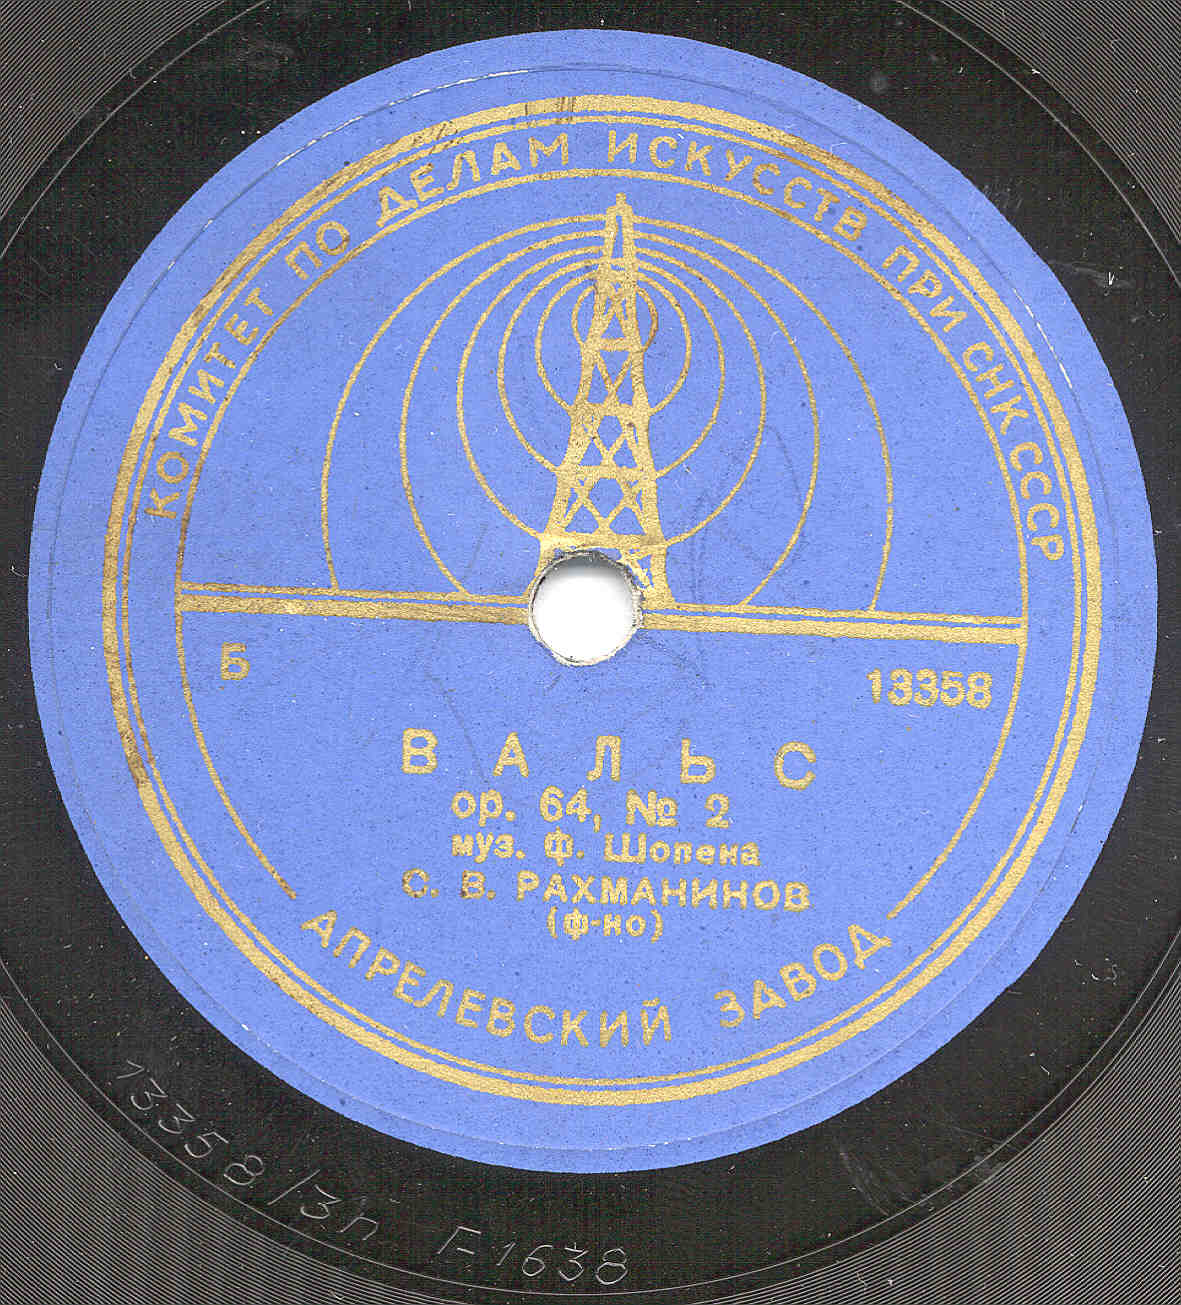 КОМИТЕТ ПО ДЕЛАМ ИСКУССТВ ПРИ СНК СССР
Б
13358
ВАЛЬС
ор. 64, № 2
муз. Ф. Шопена
С. В. РАХМАНИНОВ
(ф-но)
АПРЕЛЕВСКИЙ ЗАВОД
13358/3п Г-1638